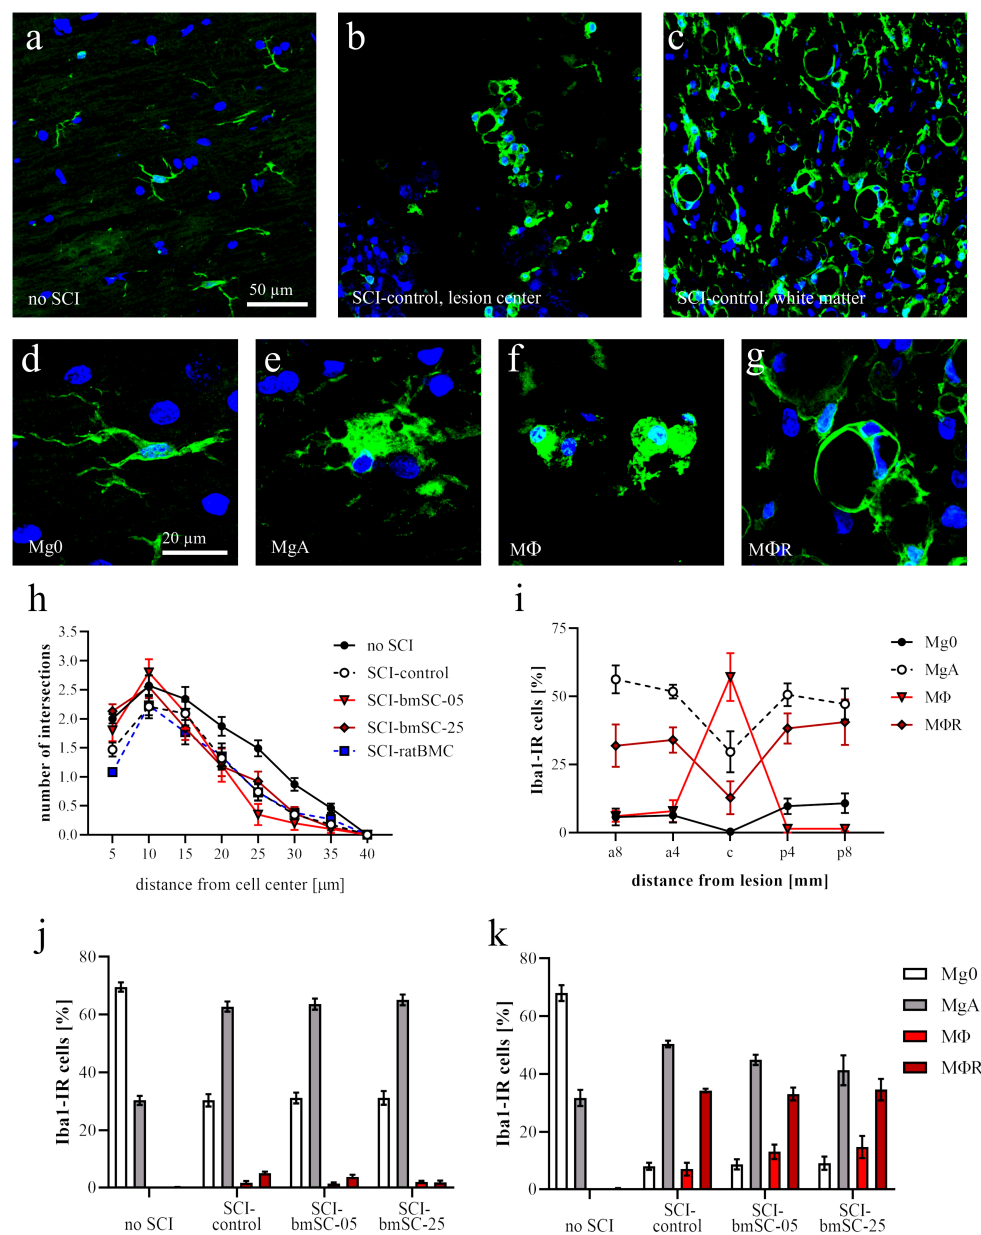 a
no SCI
50 µm
b
SCI-control, lesion center
c
SCI-control, white matter
d
Mg0
20 µm
e
MgA
f
MΦ
g
MΦR
h
number of intersections
3.5
3.0
2.5
2.0
1.5
1.0
0.5
0.0
5
10
15
20
25
30
35
40
distance from cell center [µm]
no SCI
SCI-control
SCI-bmSC-05
SCI-bmSC-25
SCI-ratBMC
i
Iba1-IR cells [%]
75
50
25
0
a8
a4
c
p4
p8
distance from lesion [mm]
Mg0
MgA
MΦ
MΦR
j
Iba1-IR cells [%]
80
60
40
20
0
no SCI
SCI-
control
SCI-
bmSC-05
SCI-
bmSC-25
k
Iba1-IR cells [%]
80
60
40
20
0
no SCI
SCI-
control
SCI-
bmSC-05
SCI-
bmSC-25
Mg0
MgA
MΦ
MΦR